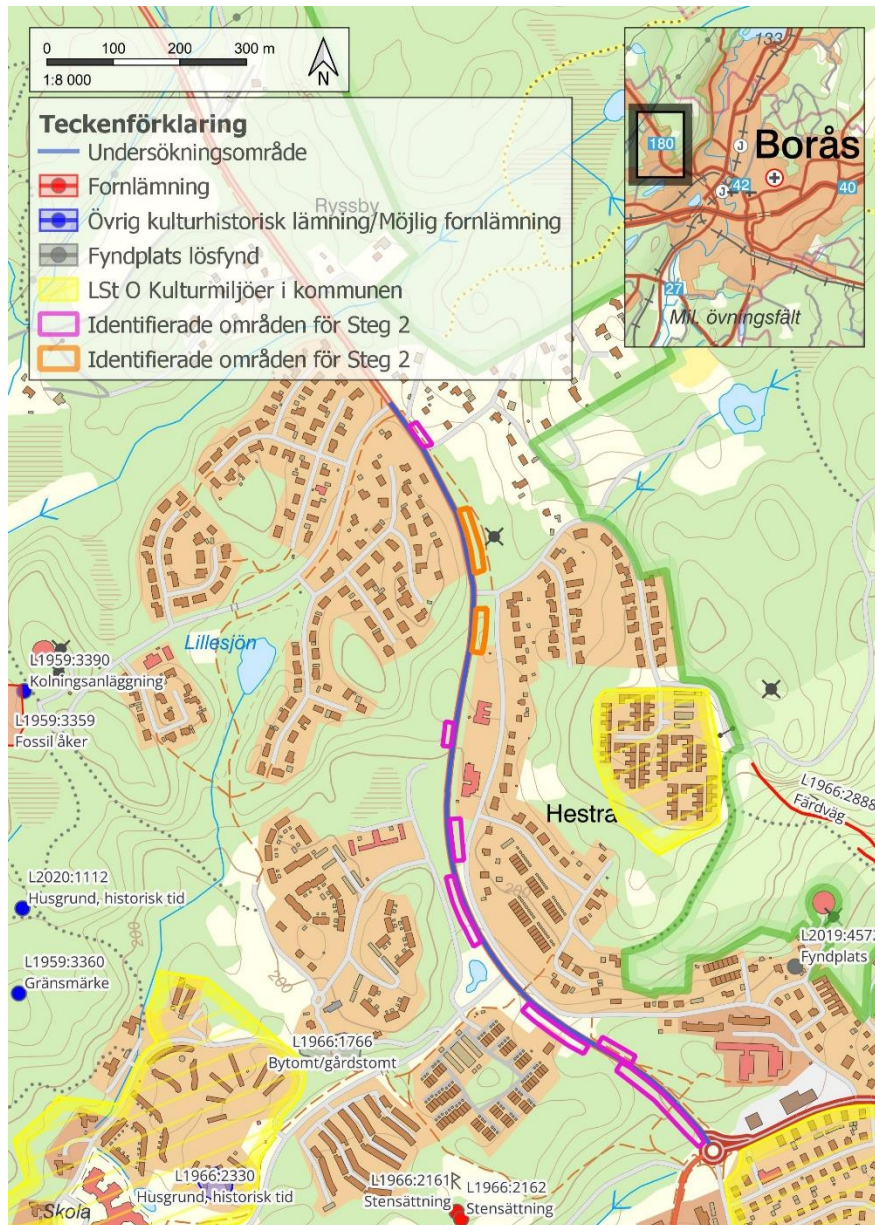 0 100 200 300 m
1:8 000
N
Teckenförklaring
Undersökningsområde
Fornlämning
Övrig kulturhistorisk lämning/Möjlig fornlämning
Fyndplats lösfynd
LSt O Kulturmiljöer i kommunen
Identifierade områden för Steg 2
Identifierade områden för Steg 2
Ryssby
133
180
Borås
J
J
42
40
27
Mil. övningsfält
Lillesjön
L1959:3390
Kolningsanläggning
L1959:3359
Fossil åker
Hestra
L1966:2888
Färdväg
L2020:1112
Husgrund, historisk tid
200
L1959:3360
Gränsmärke
200
200
L2019:4572
Fyndplats
L1966:1766
Bytomt/gårdstomt
L1966:2330
Husgrund, historisk tid
Skola
L1966:2161
Stensättning
R
L1966:2162
Stensättning